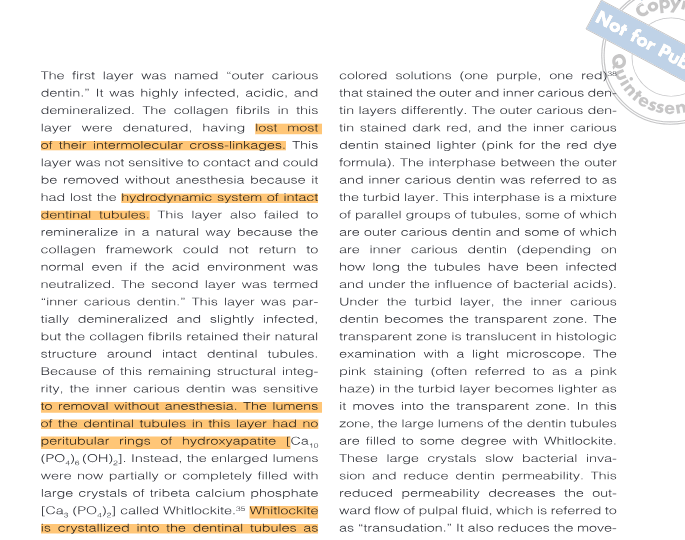 The first layer was named “outer carious
dentin.” It was highly infected, acidic, and
demineralized. The collagen fibrils in this
layer were denatured, having lost most
of their intermolecular cross-linkages. This
layer was not sensitive to contact and could
be removed without anesthesia because it
had lost the hydrodynamic system of intact
dentinal tubules. This layer also failed to
remineralize in a natural way because the
collagen framework could not return to
normal even if the acid environment was
neutralized. The second layer was termed
“inner carious dentin.” This layer was par-
tially demineralized and slightly infected,
but the collagen fibrils retained their natural
structure around intact dentinal tubules.
Because of this remaining structural integ-
rity, the inner carious dentin was sensitive
to removal without anesthesia. The lumens
of the dentinal tubules in this layer had no
peritubular rings of hydroxyapatite [Ca₁₀
(PO₄)₆ (OH)₂]. Instead, the enlarged lumens
were now partially or completely filled with
large crystals of tribeta calcium phosphate
[Ca₃ (PO₄)₂] called Whitlockite.³⁵ Whitlockite
is crystallized into the dentinal tubules as
colored solutions (one purple, one red)³⁸
that stained the outer and inner carious den-
tin layers differently. The outer carious den-
tin stained dark red, and the inner carious
dentin stained lighter (pink for the red dye
formula). The interphase between the outer
and inner carious dentin was referred to as
the turbid layer. This interphase is a mixture
of parallel groups of tubules, some of which
are outer carious dentin and some of which
are inner carious dentin (depending on
how long the tubules have been infected
and under the influence of bacterial acids).
Under the turbid layer, the inner carious
dentin becomes the transparent zone. The
transparent zone is translucent in histologic
examination with a light microscope. The
pink staining (often referred to as a pink
haze) in the turbid layer becomes lighter as
it moves into the transparent zone. In this
zone, the large lumens of the dentin tubules
are filled to some degree with Whitlockite.
These large crystals slow bacterial inva-
sion and reduce dentin permeability. This
reduced permeability decreases the out-
ward flow of pulpal fluid, which is referred to
as “transudation.” It also reduces the move-
Copy
Not for Pub
Quintessen